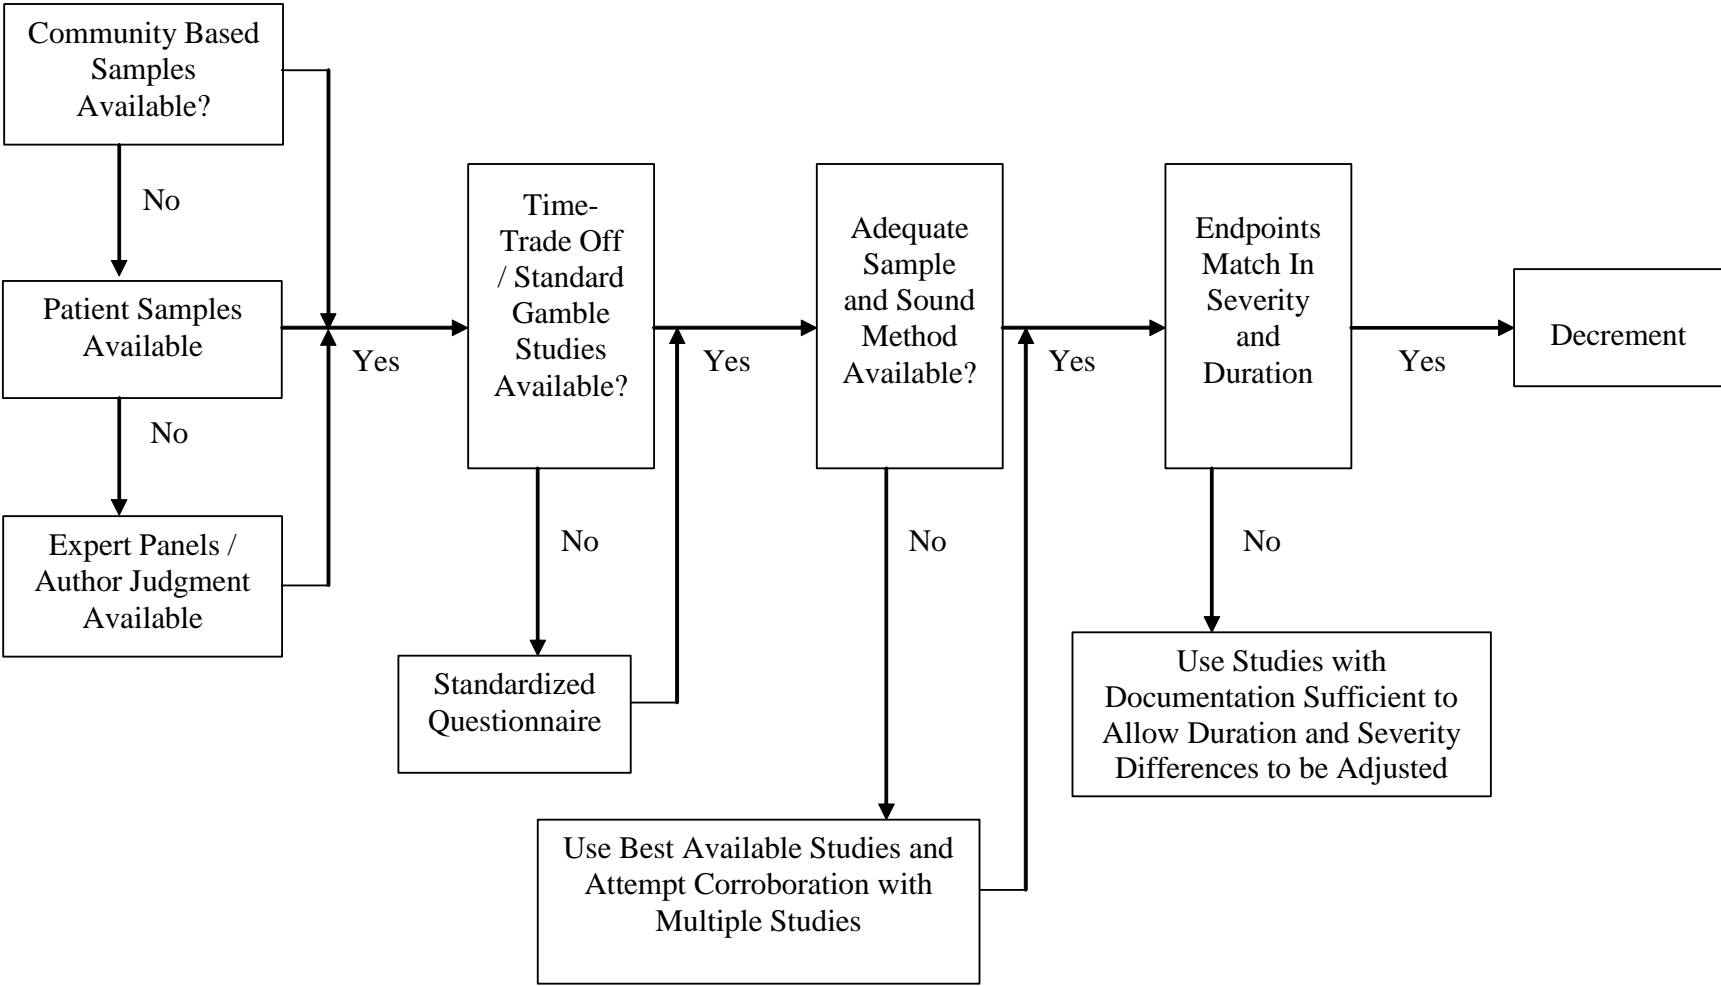 Community Based
Samples
Available?
No
Patient Samples
Available
No
Expert Panels /
Author Judgment
Available
Yes
Time-
Trade Off
/ Standard
Gamble
Studies
Available?
No
Standardized
Questionnaire
Yes
Adequate
Sample
and Sound
Method
Available?
No
Use Best Available Studies and
Attempt Corroboration with
Multiple Studies
Yes
Endpoints
Match In
Severity
and
Duration
No
Use Studies with
Documentation Sufficient to
Allow Duration and Severity
Differences to be Adjusted
Yes
Decrement